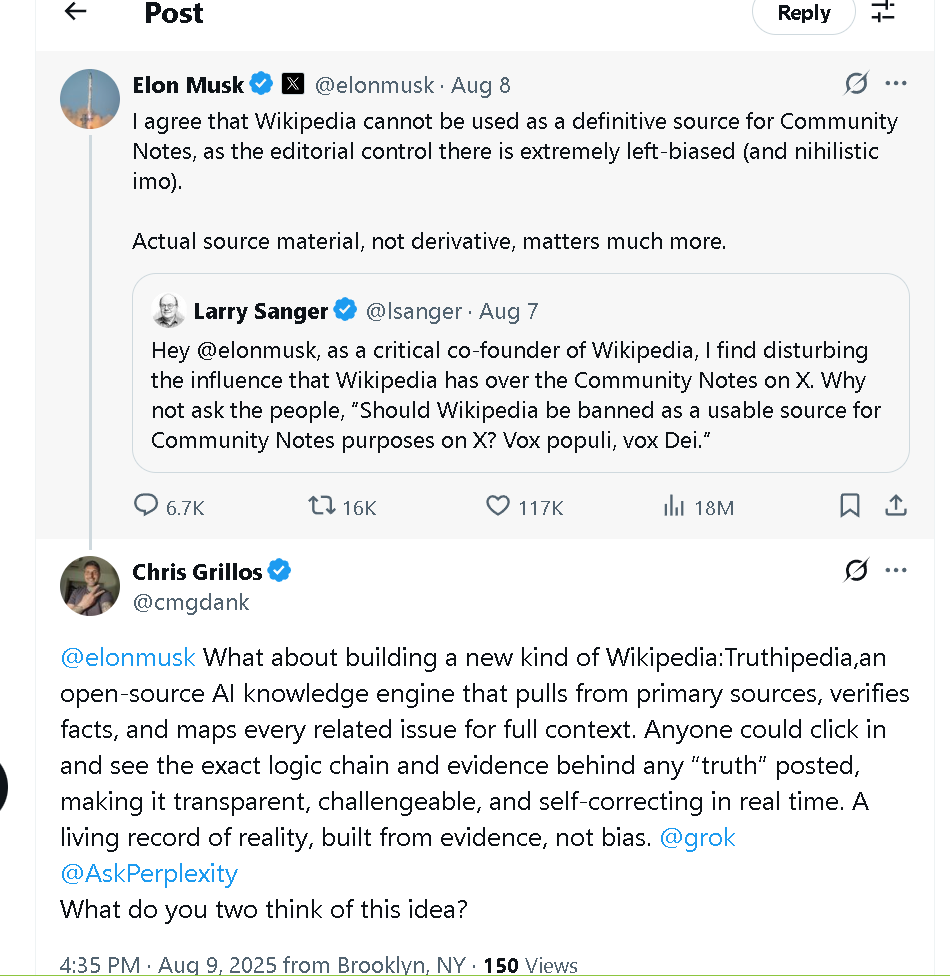 Post
Reply
Elon Musk @elonmusk · Aug 8
I agree that Wikipedia cannot be used as a definitive source for Community
Notes, as the editorial control there is extremely left-biased (and nihilistic
imo).
Actual source material, not derivative, matters much more.
Larry Sanger @lsanger · Aug 7
Hey @elonmusk, as a critical co-founder of Wikipedia, I find disturbing
the influence that Wikipedia has over the Community Notes on X. Why
not ask the people, “Should Wikipedia be banned as a usable source for
Community Notes purposes on X? Vox populi, vox Dei.”
6.7K 16K 117K 18M
Chris Grillos
@cmgdank
@elonmusk What about building a new kind of Wikipedia:Truthipedia,an
open-source AI knowledge engine that pulls from primary sources, verifies
facts, and maps every related issue for full context. Anyone could click in
and see the exact logic chain and evidence behind any “truth” posted,
making it transparent, challengeable, and self-correcting in real time. A
living record of reality, built from evidence, not bias. @grok
@AskPerplexity
What do you two think of this idea?
4:35 PM · Aug 9, 2025 from Brooklyn, NY · 150 Views